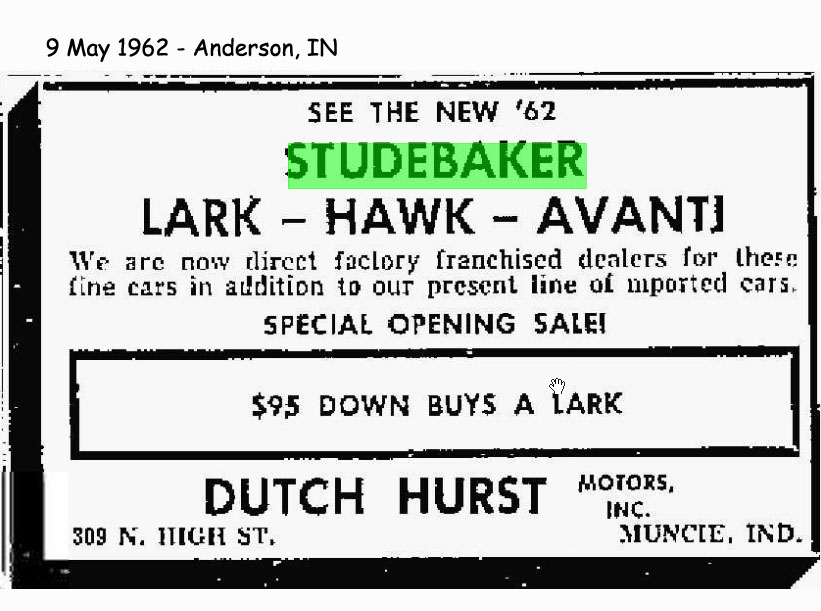 9 May 1962 - Anderson, IN
SEE THE NEW '62
STUDEBAKER
LARK – HAWK – AVANTI
We are now direct factory franchised dealers for these
fine cars in addition to our present line of mported cars.
SPECIAL OPENING SALE!
$95 DOWN BUYS A LARK
DUTCH HURST MOTORS,
INC.
309 N. HIGH ST. MUNCIE, IND.